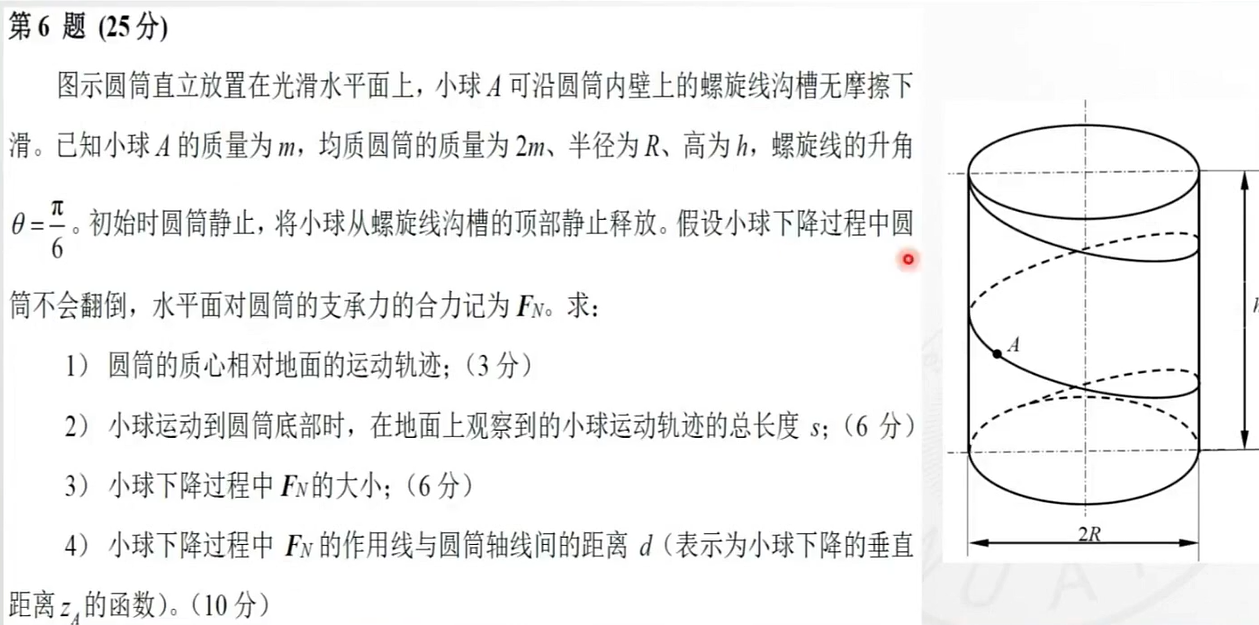 第6 题 (25分)
图示圆筒直立放置在光滑水平面上，小球 A 可沿圆筒内壁上的螺旋线沟槽无摩擦下
滑。已知小球 A 的质量为 m，均质圆筒的质量为 2m、半径为 R、高为 h，螺旋线的升角
θ = π/6 。初始时圆筒静止，将小球从螺旋线沟槽的顶部静止释放。假设小球下降过程中圆
筒不会翻倒，水平面对圆筒的支承力的合力记为 F_N。求：
1） 圆筒的质心相对地面的运动轨迹；（3 分）
2） 小球运动到圆筒底部时，在地面上观察到的小球运动轨迹的总长度 s；（6 分）
3） 小球下降过程中 F_N 的大小；（6 分）
4） 小球下降过程中 F_N 的作用线与圆筒轴线间的距离 d（表示为小球下降的垂直
距离 z_A 的函数）。（10 分）
A
2R